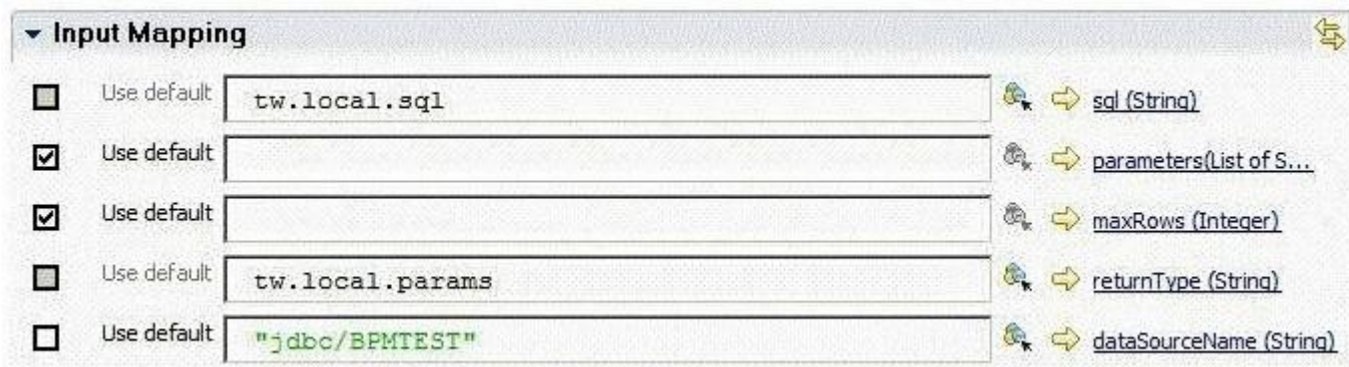 Input Mapping
Use default tw.local.sql sql (String)
Use default parameters(List of S...
Use default maxRows (Integer)
Use default tw.local.params returnType (String)
Use default "jdbc/BPMTEST" dataSourceName (String)